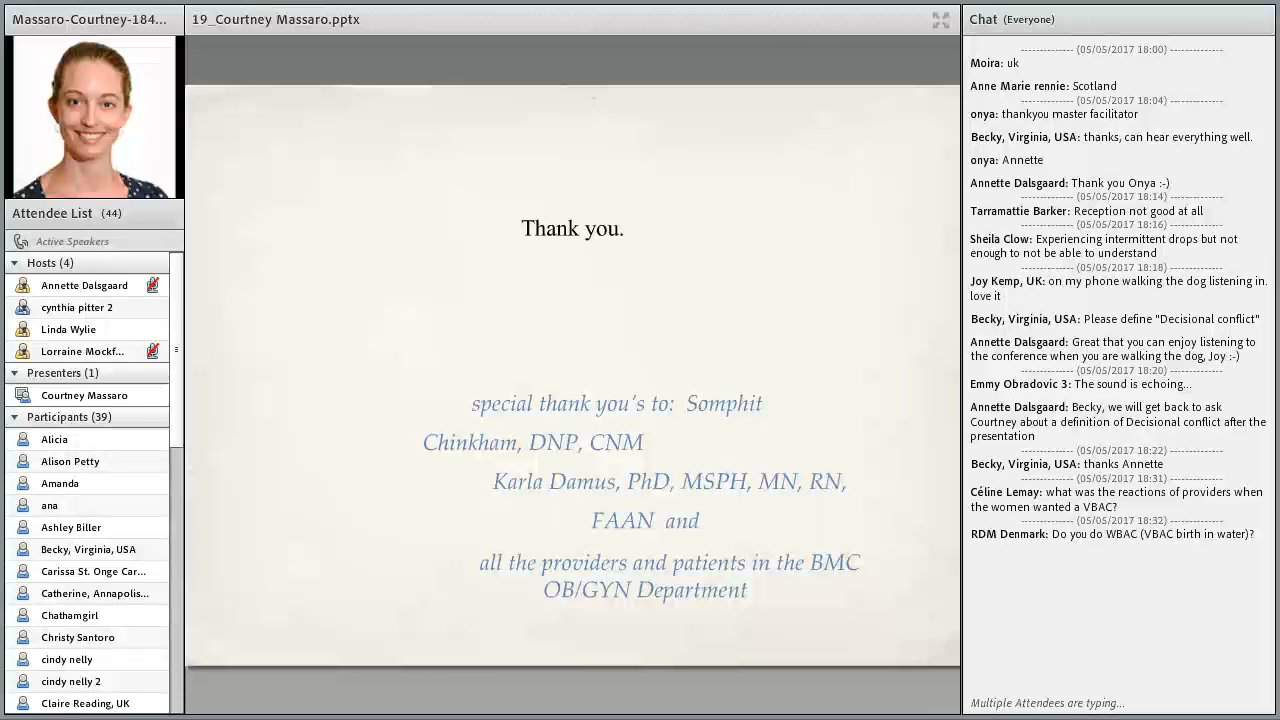 Massaro-Courtney-184...
19_Courtney Massaro.pptx
Attendee List (44)
Active Speakers
Hosts (4)
Annette Dalsgaard
cynthia pitter 2
Linda Wylie
Lorraine Mockf...
Presenters (1)
Courtney Massaro
Participants (39)
Alicia
Alison Petty
Amanda
ana
Ashley Biller
Becky, Virginia, USA
Carissa St. Onge Car...
Catherine, Annapolis...
Chathamgirl
Christy Santoro
cindy nelly
cindy nelly 2
Claire Reading, UK
Thank you.
special thank you's to: Somphit
Chinkham, DNP, CNM
Karla Damus, PhD, MSPH, MN, RN,
FAAN and
all the providers and patients in the BMC
OB/GYN Department
Chat (Everyone)
-------------- (05/05/2017 18:00) --------------
Moira: uk
Anne Marie rennie: Scotland
-------------- (05/05/2017 18:04) --------------
onya: thankyou master facilitator
Becky, Virginia, USA: thanks, can hear everything well.
onya: Annette
Annette Dalsgaard: Thank you Onya :-)
-------------- (05/05/2017 18:14) --------------
Tarramattie Barker: Reception not good at all
-------------- (05/05/2017 18:16) --------------
Sheila Clow: Experiencing intermittent drops but not
enough to not be able to understand
-------------- (05/05/2017 18:18) --------------
Joy Kemp, UK: on my phone walking the dog listening in.
love it
Becky, Virginia, USA: Please define "Decisional conflict"
Annette Dalsgaard: Great that you can enjoy listening to
the conference when you are walking the dog, Joy :-)
-------------- (05/05/2017 18:20) --------------
Emmy Obradovic 3: The sound is echoing...
Annette Dalsgaard: Becky, we will get back to ask
Courtney about a definition of Decisional conflict after the
presentation
-------------- (05/05/2017 18:22) --------------
Becky, Virginia, USA: thanks Annette
-------------- (05/05/2017 18:31) --------------
Céline Lemay: what was the reactions of providers when
the women wanted a VBAC?
-------------- (05/05/2017 18:32) --------------
RDM Denmark: Do you do WBAC (VBAC birth in water)?
Multiple Attendees are typing...